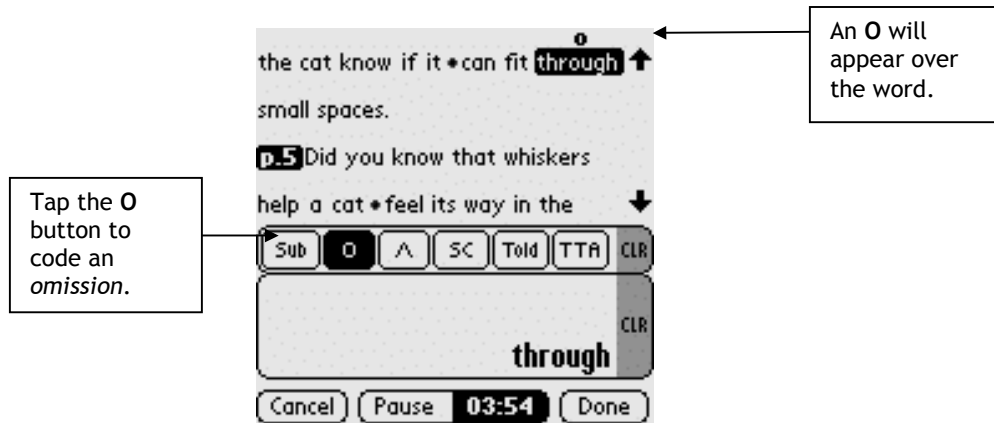 An O will
appear over
the word.
O
the cat know if it • can fit through ↑
small spaces.
p.5 Did you know that whiskers
help a cat • feel its way in the ↓
Tap the O
button to
code an
omission.
Sub O ʌ SC Told TTA CLR
CLR
through
Cancel Pause 03:54 Done